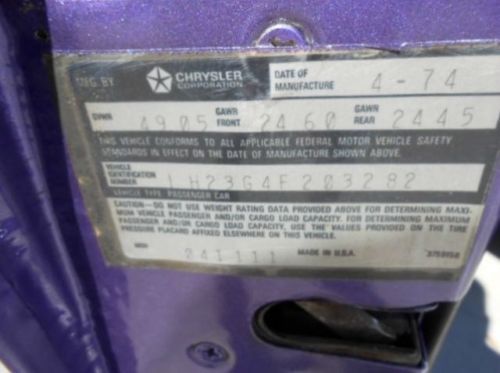 MFG. BY CHRYSLER CORPORATION DATE OF MANUFACTURE 4-74
GVWR 4905 GAWR FRONT 2460 GAWR REAR 2445
THIS VEHICLE CONFORMS TO ALL APPLICABLE FEDERAL MOTOR VEHICLE SAFETY
STANDARDS IN EFFECT ON THE DATE OF MANUFACTURE SHOWN ABOVE.
VEHICLE IDENTIFICATION NUMBER LH23G4F203282
VEHICLE TYPE PASSENGER CAR
CAUTION—DO NOT USE WEIGHT RATING DATA PROVIDED ABOVE FOR DETERMINING MAXI-
MUM VEHICLE PASSENGER AND/OR CARGO LOAD CAPACITY. FOR DETERMINING MAXIMUM
PASSENGER AND/OR CARGO LOAD CAPACITY, USE THE VALUES PROVIDED ON THE TIRE
PRESSURE PLACARD AFFIXED ELSEWHERE ON THIS VEHICLE.
MDH 041111 MADE IN U.S.A.